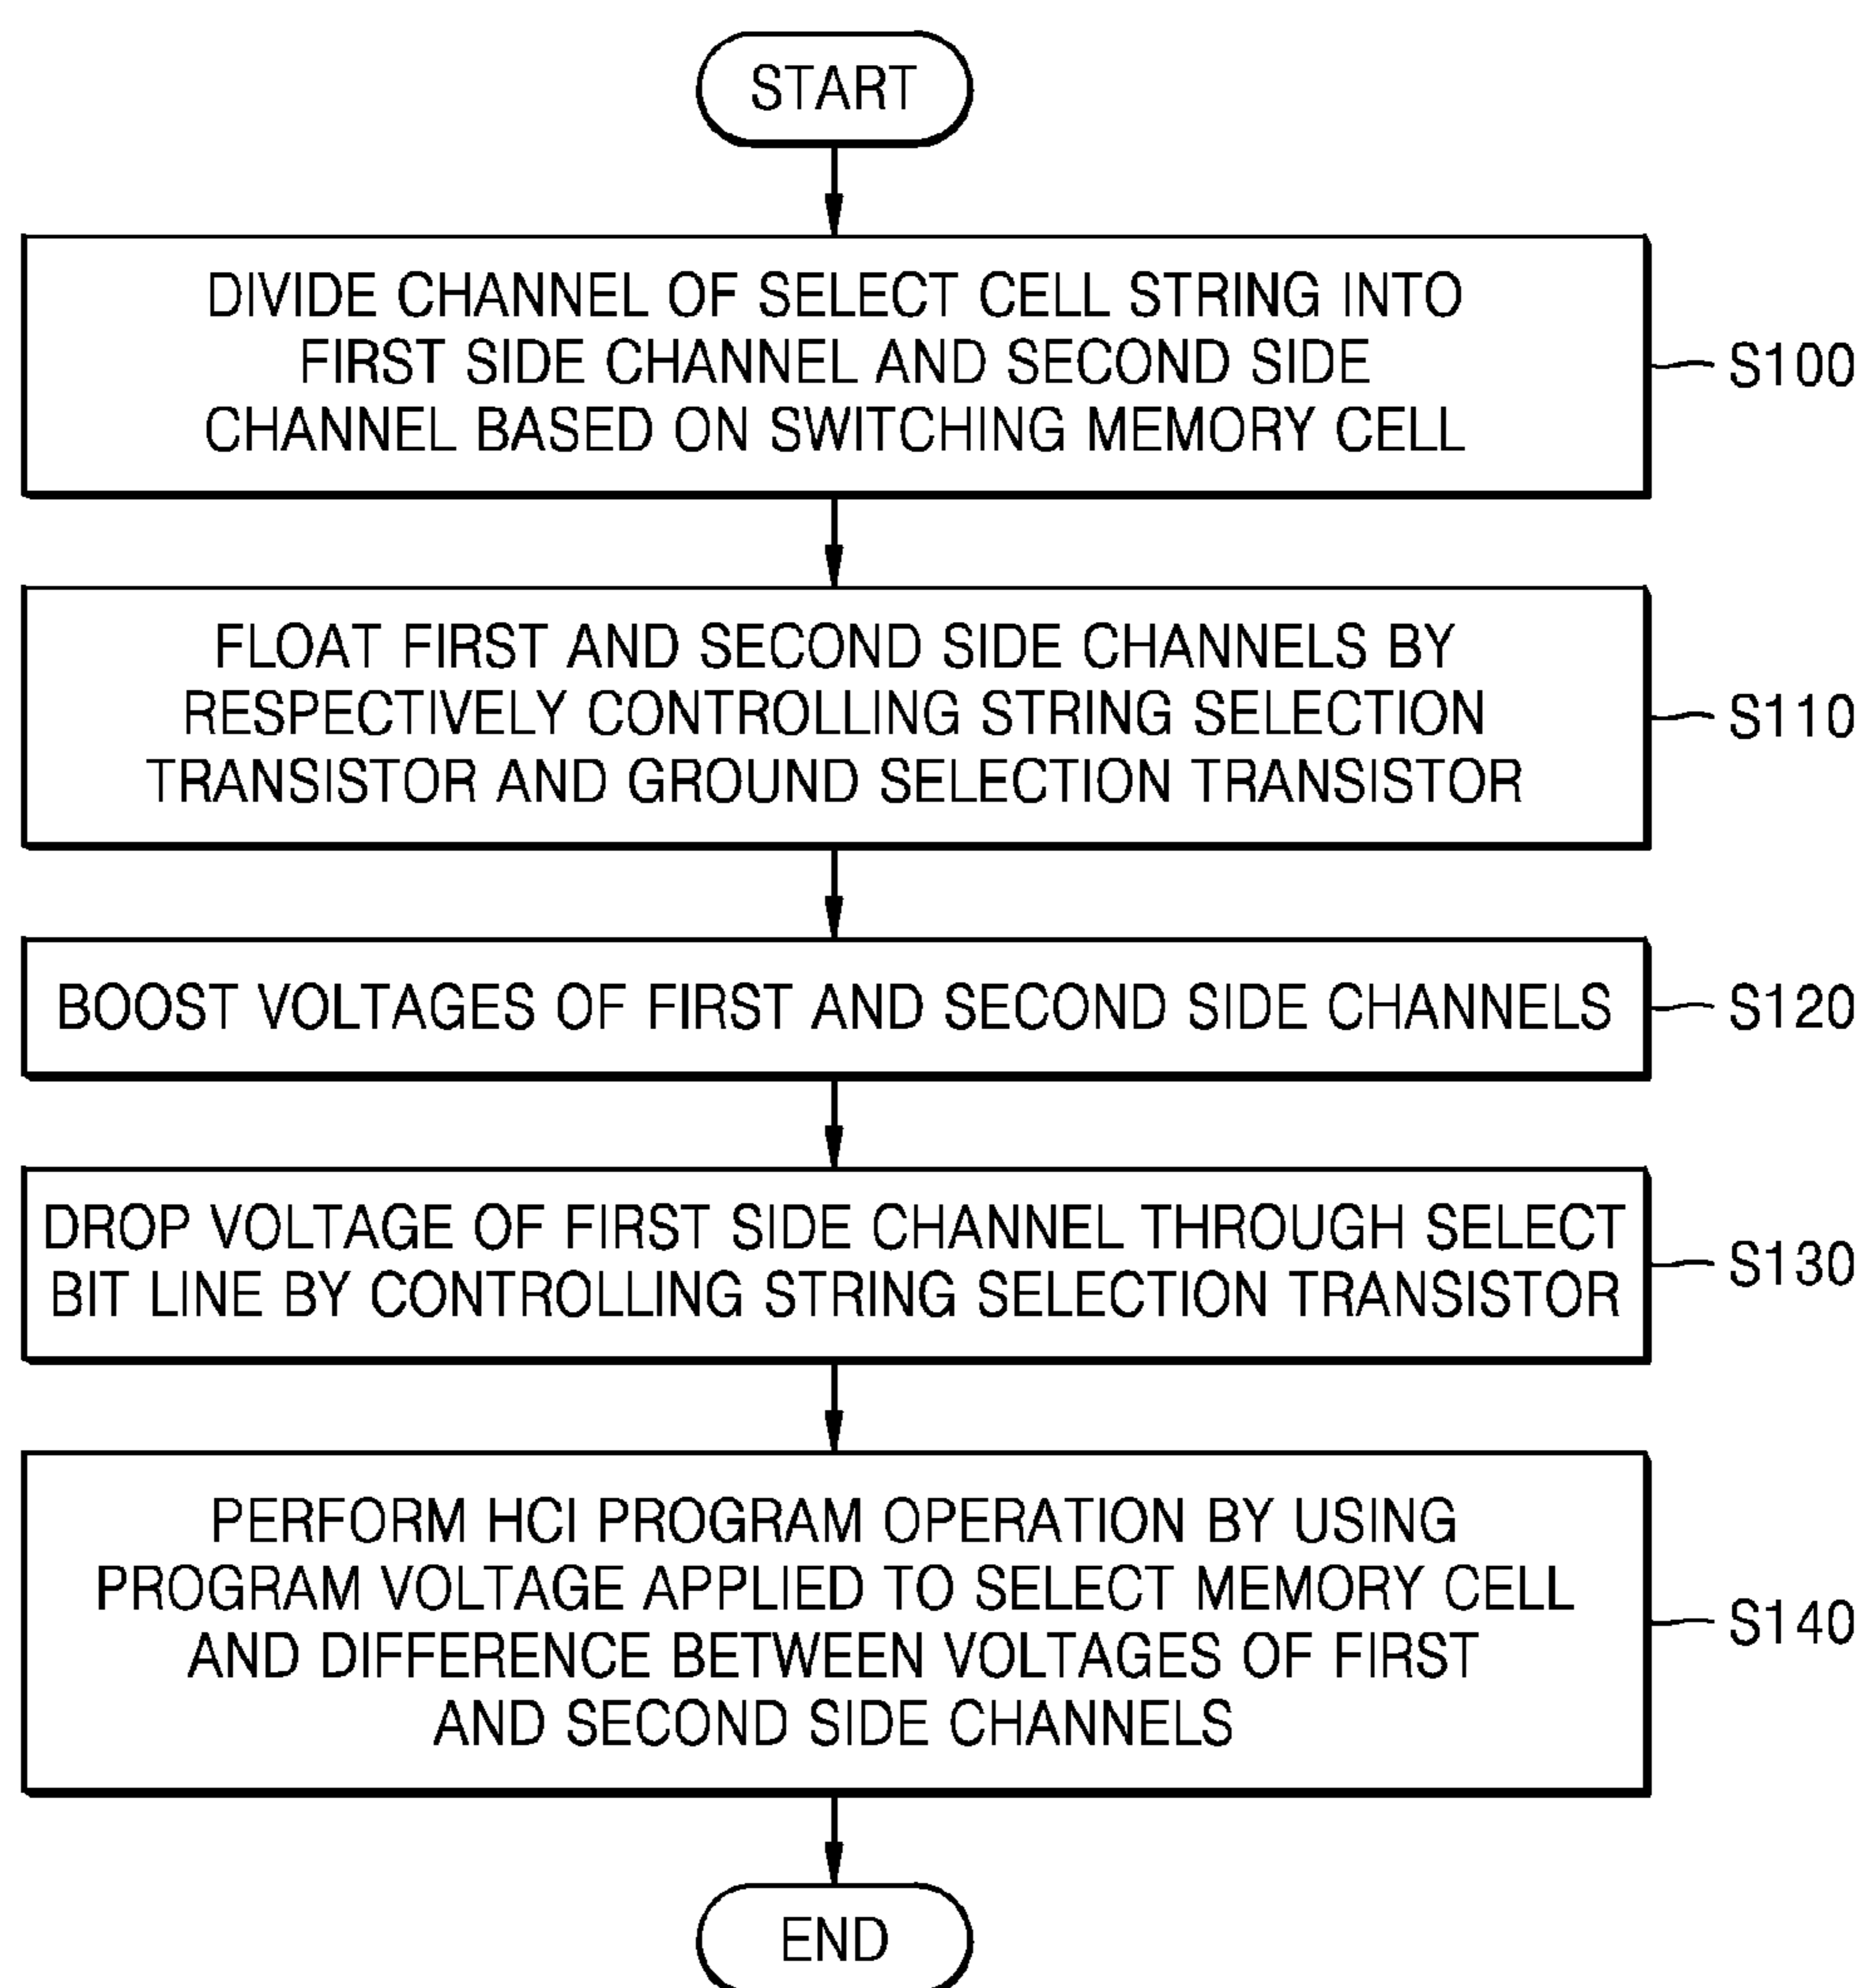 START
DIVIDE CHANNEL OF SELECT CELL STRING INTO
FIRST SIDE CHANNEL AND SECOND SIDE
CHANNEL BASED ON SWITCHING MEMORY CELL
S100
FLOAT FIRST AND SECOND SIDE CHANNELS BY
RESPECTIVELY CONTROLLING STRING SELECTION
TRANSISTOR AND GROUND SELECTION TRANSISTOR
S110
BOOST VOLTAGES OF FIRST AND SECOND SIDE CHANNELS
S120
DROP VOLTAGE OF FIRST SIDE CHANNEL THROUGH SELECT
BIT LINE BY CONTROLLING STRING SELECTION TRANSISTOR
S130
PERFORM HCI PROGRAM OPERATION BY USING
PROGRAM VOLTAGE APPLIED TO SELECT MEMORY CELL
AND DIFFERENCE BETWEEN VOLTAGES OF FIRST
AND SECOND SIDE CHANNELS
S140
END